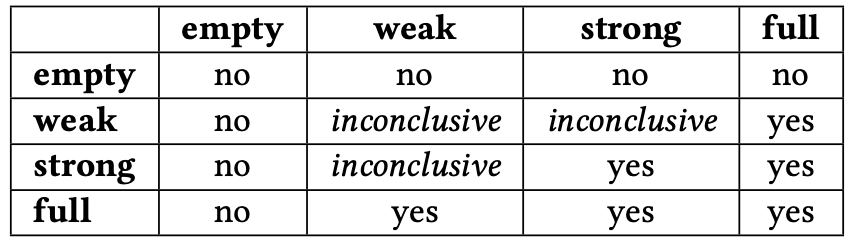 empty weak strong full
empty no no no no
weak no inconclusive inconclusive yes
strong no inconclusive yes yes
full no yes yes yes